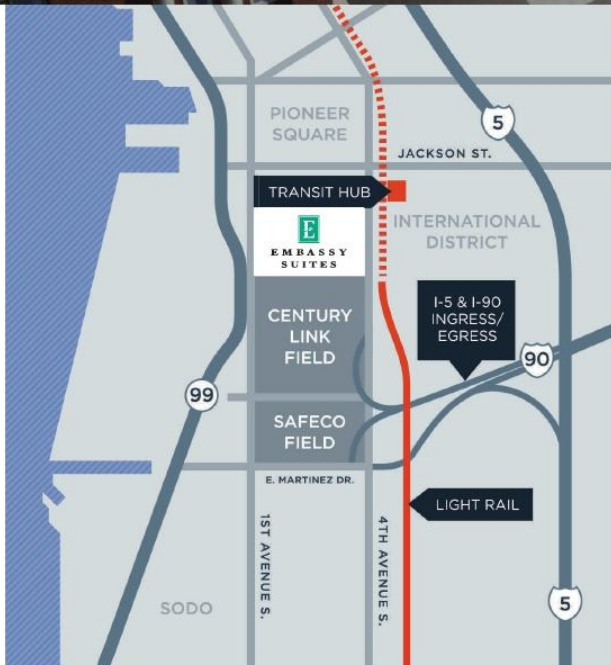 PIONEER
SQUARE
5
JACKSON ST.
TRANSIT HUB
E
EMBASSY
SUITES
INTERNATIONAL
DISTRICT
CENTURY
LINK
FIELD
I-5 & I-90
INGRESS/
EGRESS
90
99
SAFECO
FIELD
E. MARTINEZ DR.
LIGHT RAIL
1ST AVENUE S.
4TH AVENUE S.
SODO
5